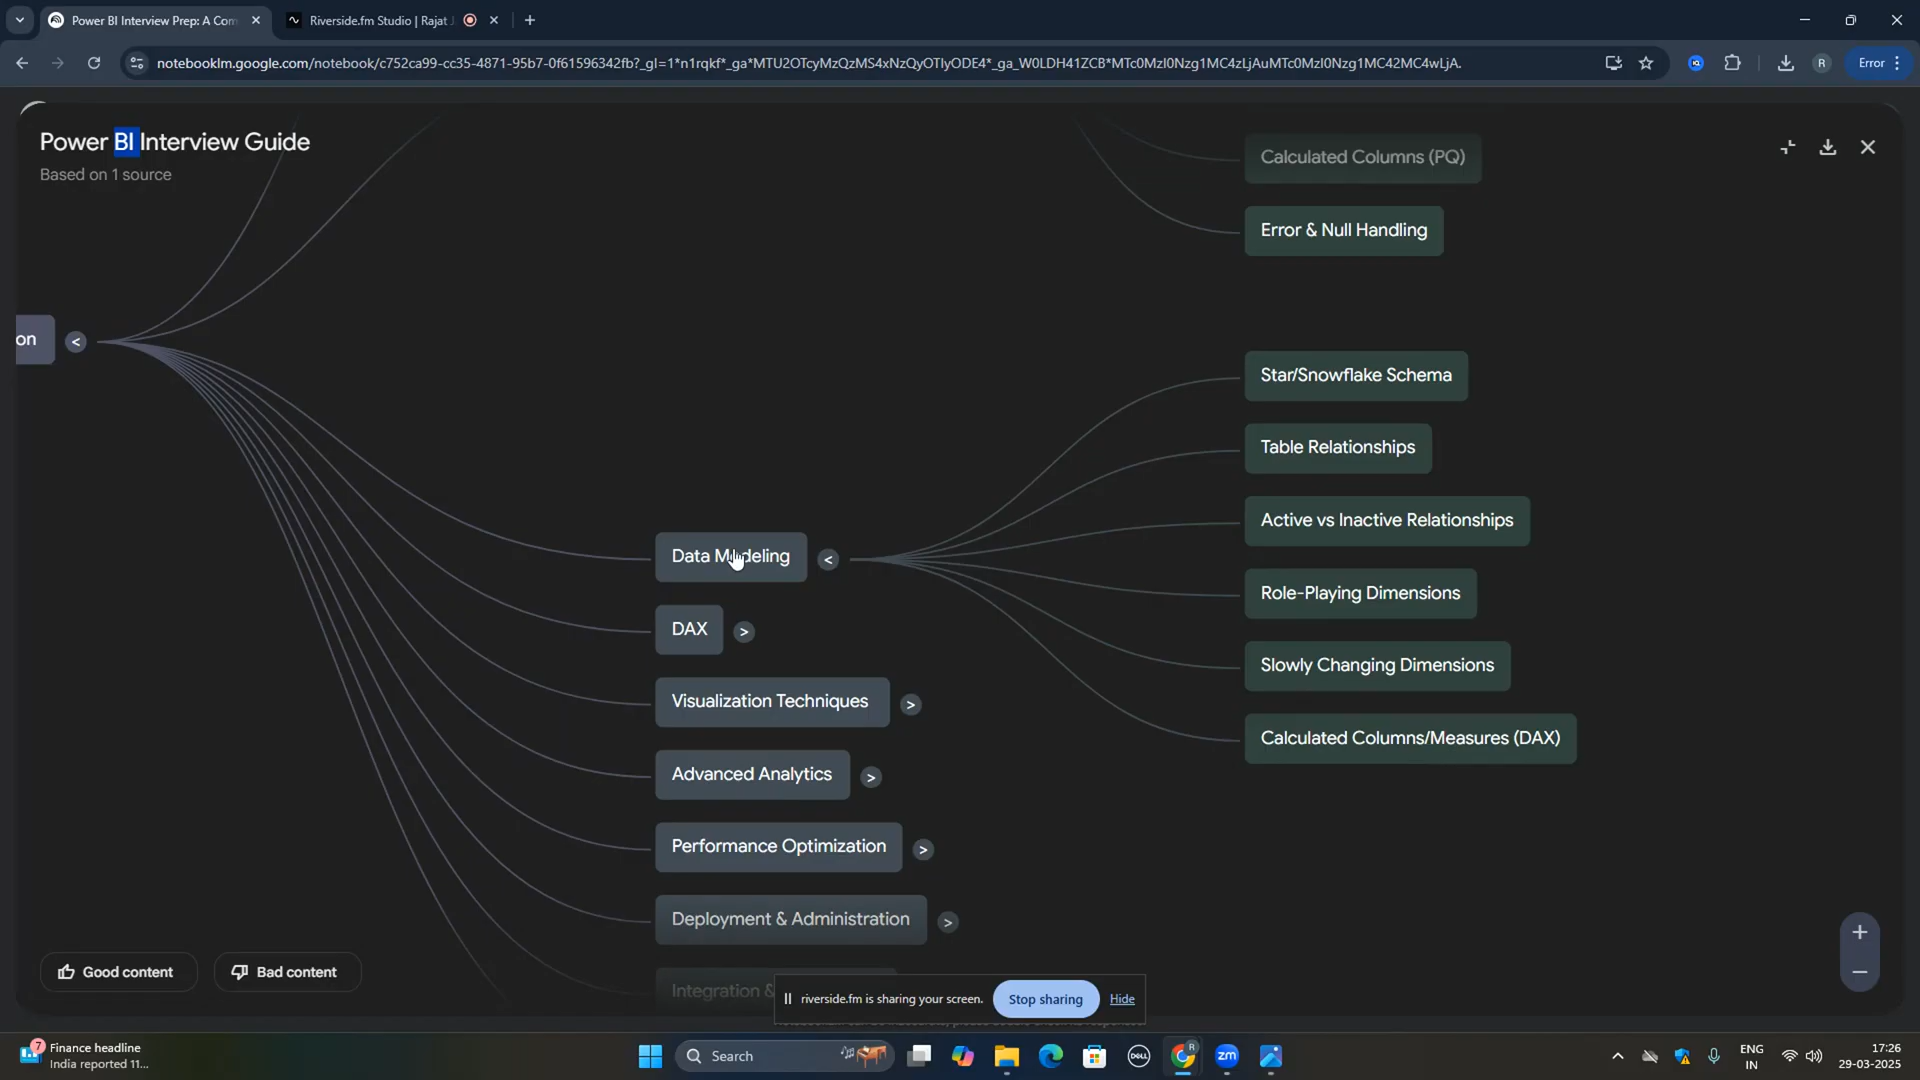 Power BI Interview Prep: A Com
Riverside.fm Studio | Rajat J
notebooklm.google.com/notebook/c752ca99-cc35-4871-95b7-0f61596342fb?_gl=1*n1rqkf*_ga*MTU2OTcyMzQzMS4xNzQyOTIyODE4*_ga_W0LDH41ZCB*MTc0MzI0Nzg1MC4zLjAuMTc0MzI0Nzg1MC42MC4wLjA.
R
Error
Power BI Interview Guide
Based on 1 source
Calculated Columns (PQ)
Error & Null Handling
on
<
Star/Snowflake Schema
Table Relationships
Active vs Inactive Relationships
Data Modeling
<
Role-Playing Dimensions
DAX
>
Slowly Changing Dimensions
Visualization Techniques
>
Calculated Columns/Measures (DAX)
Advanced Analytics
>
Performance Optimization
>
Deployment & Administration
>
Good content
Bad content
Integration &
riverside.fm is sharing your screen.
Stop sharing
Hide
7
Finance headline
India reported 11...
Search
DELL
R
zm
ENG
IN
17:26
29-03-2025